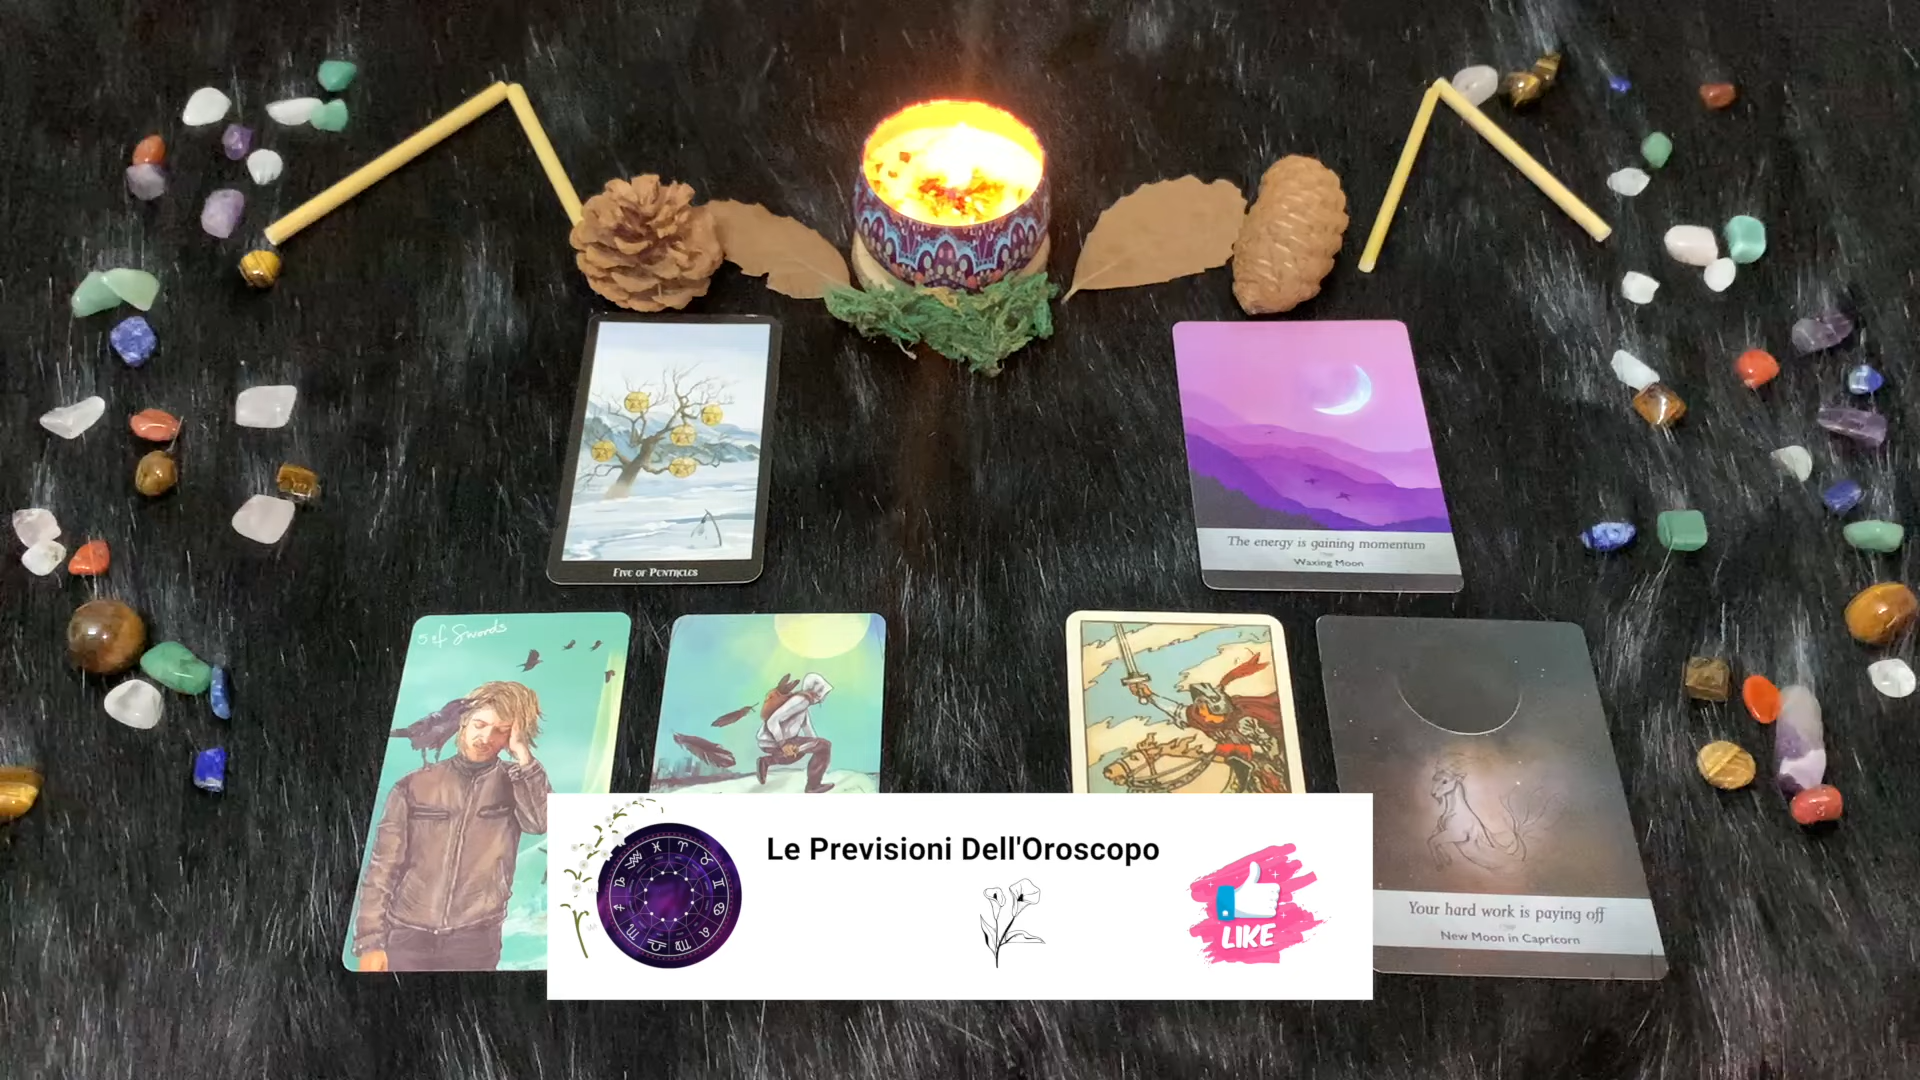 Five of Pentacles
The energy is gaining momentum
Waxing Moon
5 of Swords
Le Previsioni Dell'Oroscopo
LIKE
Your hard work is paying off
New Moon in Capricorn